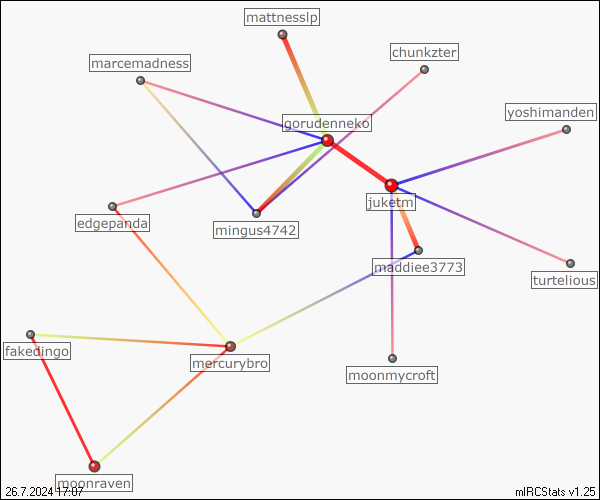 mattnesslp
chunkzter
marcemadness
yoshimanden
gorudenneko
juketm
edgepanda
mingus4742
maddiee3773
turtelious
fakedingo
mercurybro
moonmycroft
moonraven
26.7.2024 17:07
mIRCStats v1.25